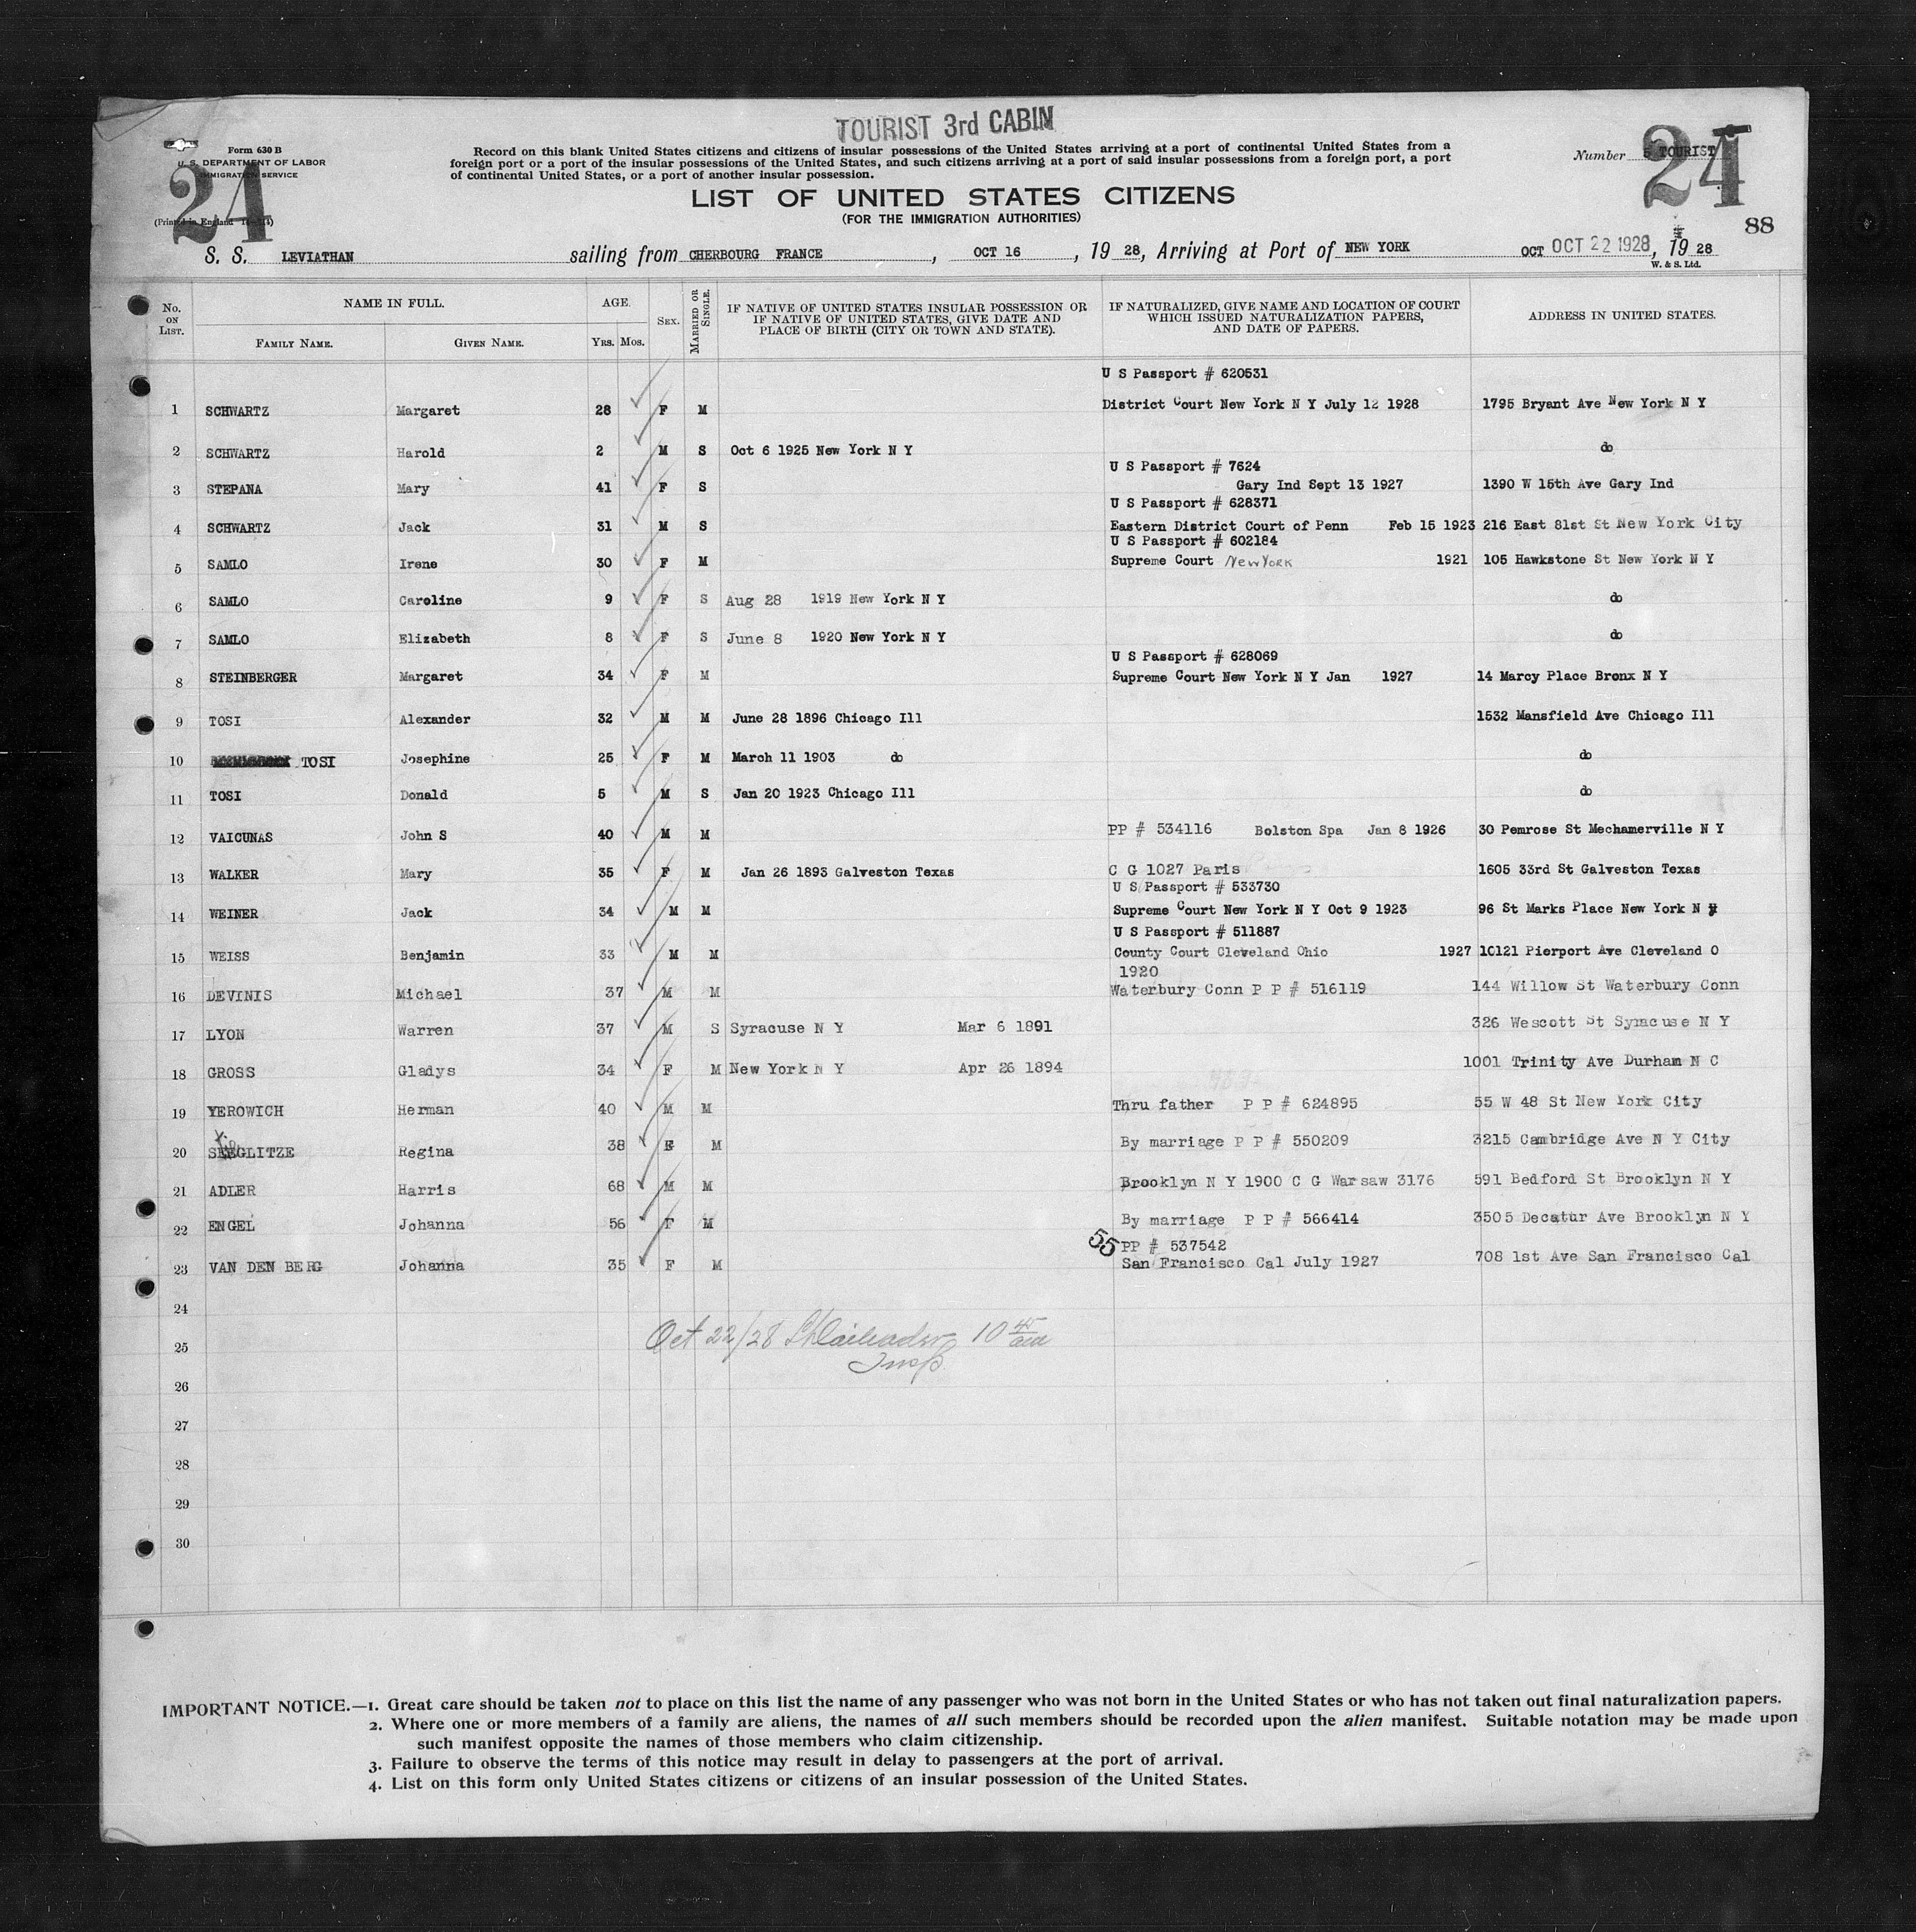 TOURIST 3rd CABIN
Form 630 B
U. S. DEPARTMENT OF LABOR
IMMIGRATION SERVICE
24
(Printed in England
Record on this blank United States citizens and citizens of insular possessions of the United States arriving at a port of continental United States from a
foreign port or a port of the insular possessions of the United States, and such citizens arriving at a port of said insular possessions from a foreign port, a port
of continental United States, or a port of another insular possession.
Number 5 TOURIST
24
LIST OF UNITED STATES CITIZENS
(FOR THE IMMIGRATION AUTHORITIES)
88
S. S. LEVIATHAN sailing from CHERBOURG FRANCE, OCT 16, 19 28, Arriving at Port of NEW YORK OCT OCT 22 1928, 19 28
W. & S. Ltd.
No. ON LIST.
NAME IN FULL.
FAMILY NAME.
GIVEN NAME.
AGE.
YRS. MOS.
SEX.
MARRIED OR SINGLE.
IF NATIVE OF UNITED STATES INSULAR POSSESSION OR
IF NATIVE OF UNITED STATES, GIVE DATE AND
PLACE OF BIRTH (CITY OR TOWN AND STATE).
IF NATURALIZED, GIVE NAME AND LOCATION OF COURT
WHICH ISSUED NATURALIZATION PAPERS,
AND DATE OF PAPERS.
ADDRESS IN UNITED STATES.
U S Passport # 620531
1 SCHWARTZ Margaret 28 F M District Court New York N Y July 12 1928 1795 Bryant Ave New York N Y
2 SCHWARTZ Harold 2 M S Oct 6 1925 New York N Y do
U S Passport # 7624
3 STEPANA Mary 41 F S Gary Ind Sept 13 1927 1390 W 15th Ave Gary Ind
U S Passport # 628371
4 SCHWARTZ Jack 31 M S Eastern District Court of Penn Feb 15 1923 216 East 81st St New York City
U S Passport # 602184
5 SAMLO Irene 30 F M Supreme Court New York 1921 105 Hawkstone St New York N Y
6 SAMLO Caroline 9 F S Aug 28 1919 New York N Y do
7 SAMLO Elizabeth 8 F S June 8 1920 New York N Y do
U S Passport # 628069
8 STEINBERGER Margaret 34 F M Supreme Court New York N Y Jan 1927 14 Marcy Place Bronx N Y
9 TOSI Alexander 32 M M June 28 1896 Chicago Ill 1532 Mansfield Ave Chicago Ill
10 TOSI Josephine 25 F M March 11 1903 do do
11 TOSI Donald 5 M S Jan 20 1923 Chicago Ill do
12 VAICUNAS John S 40 M M PP # 534116 Bolston Spa Jan 8 1926 30 Pemrose St Mechamerville N Y
13 WALKER Mary 35 F M Jan 26 1893 Galveston Texas C G 1027 Paris 1605 33rd St Galveston Texas
U S Passport # 533730
14 WEINER Jack 34 M M Supreme Court New York N Y Oct 9 1923 96 St Marks Place New York N Y
U S Passport # 511887
15 WEISS Benjamin 33 M M County Court Cleveland Ohio 1927 10121 Pierport Ave Cleveland O
1920
16 DEVINIS Michael 37 M M Waterbury Conn P P # 516119 144 Willow St Waterbury Conn
17 LYON Warren 37 M S Syracuse N Y Mar 6 1891 326 Wescott St Syracuse N Y
18 GROSS Gladys 34 F M New York N Y Apr 26 1894 1001 Trinity Ave Durham N C
19 YEROWICH Herman 40 M M Thru father P P # 624895 55 W 48 St New York City
20 SEEGLITZE Regina 38 F M By marriage P P # 550209 3215 Cambridge Ave N Y City
21 ADLER Harris 68 M M Brooklyn N Y 1900 C G Warsaw 3176 591 Bedford St Brooklyn N Y
22 ENGEL Johanna 56 F M By marriage P P # 566414 3505 Decatur Ave Brooklyn N Y
55 PP # 537542
23 VAN DEN BERG Johanna 35 F M San Francisco Cal July 1927 708 1st Ave San Francisco Cal
24
Oct 22/28 10 45
25
Insp.
26
27
28
29
30
IMPORTANT NOTICE.—1. Great care should be taken not to place on this list the name of any passenger who was not born in the United States or who has not taken out final naturalization papers.
2. Where one or more members of a family are aliens, the names of all such members should be recorded upon the alien manifest. Suitable notation may be made upon
such manifest opposite the names of those members who claim citizenship.
3. Failure to observe the terms of this notice may result in delay to passengers at the port of arrival.
4. List on this form only United States citizens or citizens of an insular possession of the United States.